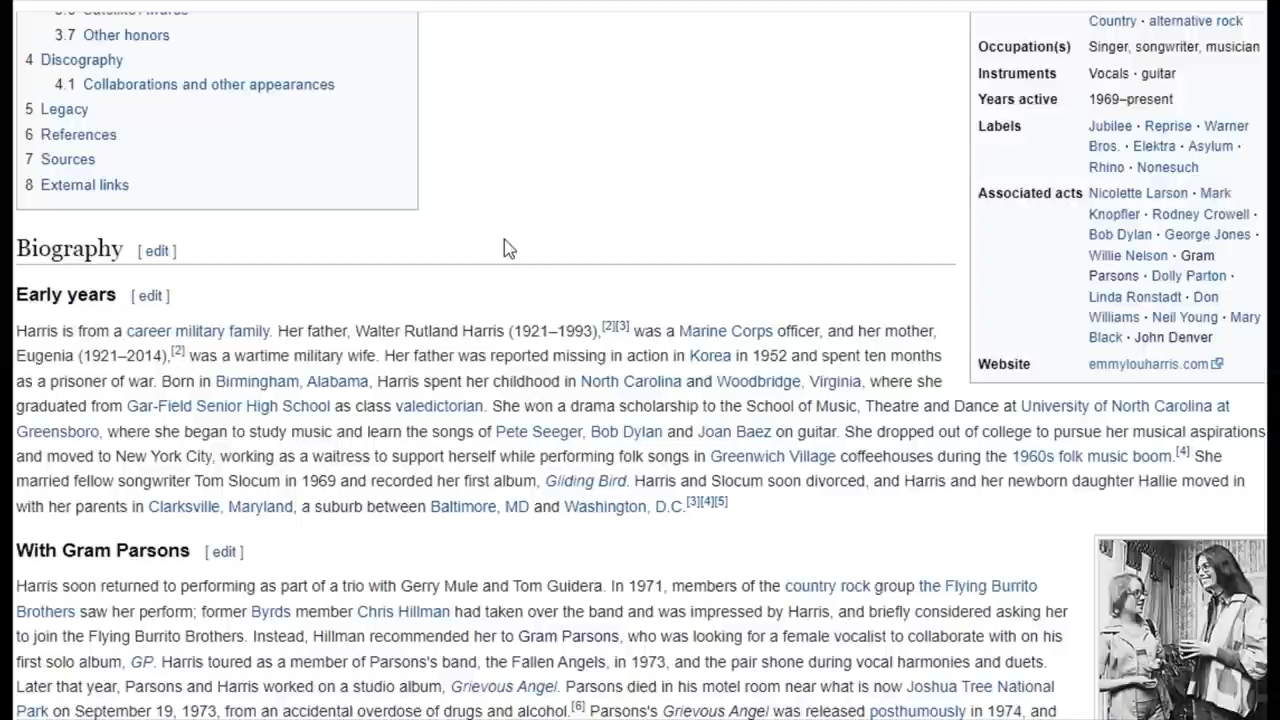 3.7 Other honors
4 Discography
4.1 Collaborations and other appearances
5 Legacy
6 References
7 Sources
8 External links
Country · alternative rock
Occupation(s) Singer, songwriter, musician
Instruments Vocals · guitar
Years active 1969–present
Labels Jubilee · Reprise · Warner
Bros. · Elektra · Asylum ·
Rhino · Nonesuch
Associated acts Nicolette Larson · Mark
Knopfler · Rodney Crowell ·
Bob Dylan · George Jones ·
Willie Nelson · Gram
Parsons · Dolly Parton ·
Linda Ronstadt · Don
Williams · Neil Young · Mary
Black · John Denver
Website emmylouharris.com
Biography [ edit ]
Early years [ edit ]
Harris is from a career military family. Her father, Walter Rutland Harris (1921–1993),[2][3] was a Marine Corps officer, and her mother,
Eugenia (1921–2014),[2] was a wartime military wife. Her father was reported missing in action in Korea in 1952 and spent ten months
as a prisoner of war. Born in Birmingham, Alabama, Harris spent her childhood in North Carolina and Woodbridge, Virginia, where she
graduated from Gar-Field Senior High School as class valedictorian. She won a drama scholarship to the School of Music, Theatre and Dance at University of North Carolina at
Greensboro, where she began to study music and learn the songs of Pete Seeger, Bob Dylan and Joan Baez on guitar. She dropped out of college to pursue her musical aspirations
and moved to New York City, working as a waitress to support herself while performing folk songs in Greenwich Village coffeehouses during the 1960s folk music boom.[4] She
married fellow songwriter Tom Slocum in 1969 and recorded her first album, Gliding Bird. Harris and Slocum soon divorced, and Harris and her newborn daughter Hallie moved in
with her parents in Clarksville, Maryland, a suburb between Baltimore, MD and Washington, D.C.[3][4][5]
With Gram Parsons [ edit ]
Harris soon returned to performing as part of a trio with Gerry Mule and Tom Guidera. In 1971, members of the country rock group the Flying Burrito
Brothers saw her perform; former Byrds member Chris Hillman had taken over the band and was impressed by Harris, and briefly considered asking her
to join the Flying Burrito Brothers. Instead, Hillman recommended her to Gram Parsons, who was looking for a female vocalist to collaborate with on his
first solo album, GP. Harris toured as a member of Parsons's band, the Fallen Angels, in 1973, and the pair shone during vocal harmonies and duets.
Later that year, Parsons and Harris worked on a studio album, Grievous Angel. Parsons died in his motel room near what is now Joshua Tree National
Park on September 19, 1973, from an accidental overdose of drugs and alcohol.[6] Parsons's Grievous Angel was released posthumously in 1974, and